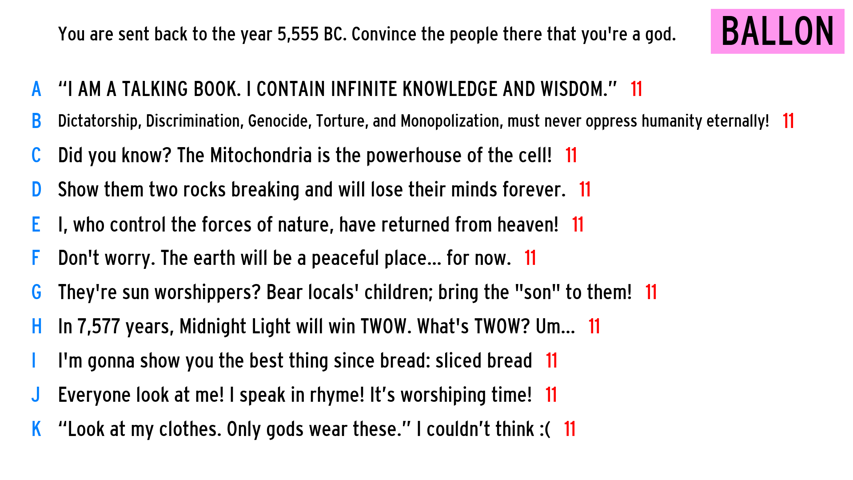 You are sent back to the year 5,555 BC. Convince the people there that you're a god.
BALLON
A “I AM A TALKING BOOK. I CONTAIN INFINITE KNOWLEDGE AND WISDOM.” 11
B Dictatorship, Discrimination, Genocide, Torture, and Monopolization, must never oppress humanity eternally! 11
C Did you know? The Mitochondria is the powerhouse of the cell! 11
D Show them two rocks breaking and will lose their minds forever. 11
E I, who control the forces of nature, have returned from heaven! 11
F Don't worry. The earth will be a peaceful place... for now. 11
G They're sun worshippers? Bear locals' children; bring the "son" to them! 11
H In 7,577 years, Midnight Light will win TWOW. What's TWOW? Um... 11
I I'm gonna show you the best thing since bread: sliced bread 11
J Everyone look at me! I speak in rhyme! It’s worshiping time! 11
K “Look at my clothes. Only gods wear these.” I couldn’t think :( 11